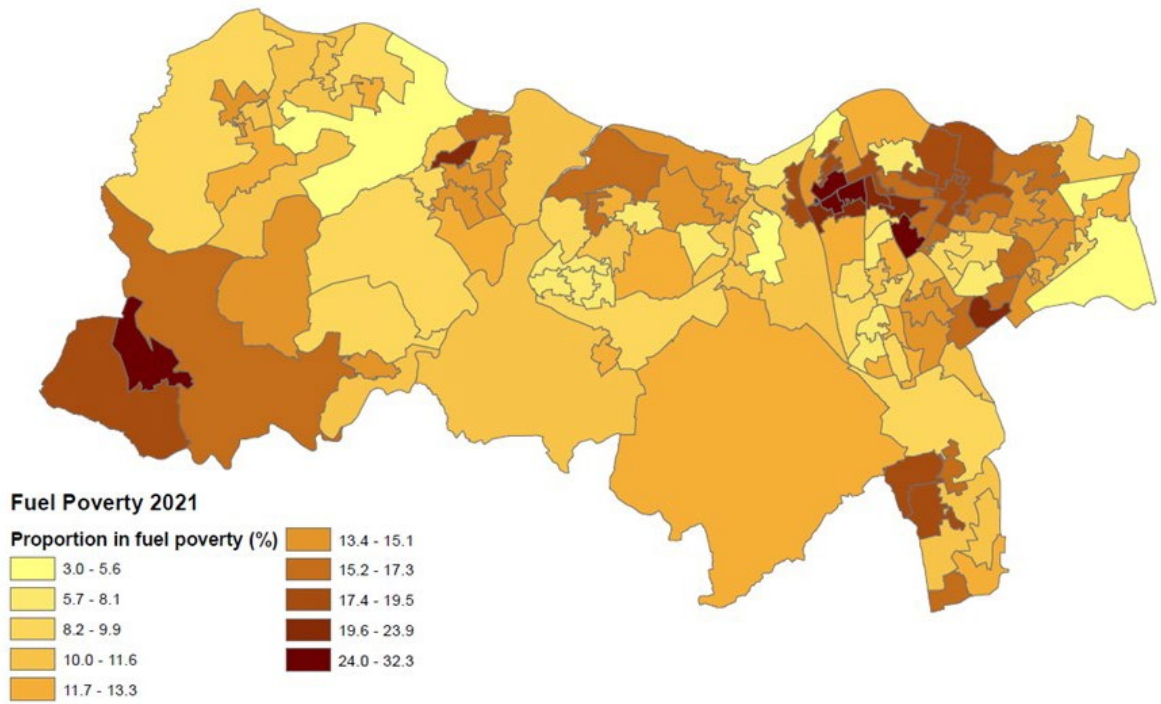 Fuel Poverty 2021
Proportion in fuel poverty (%)
3.0 - 5.6
5.7 - 8.1
8.2 - 9.9
10.0 - 11.6
11.7 - 13.3
13.4 - 15.1
15.2 - 17.3
17.4 - 19.5
19.6 - 23.9
24.0 - 32.3